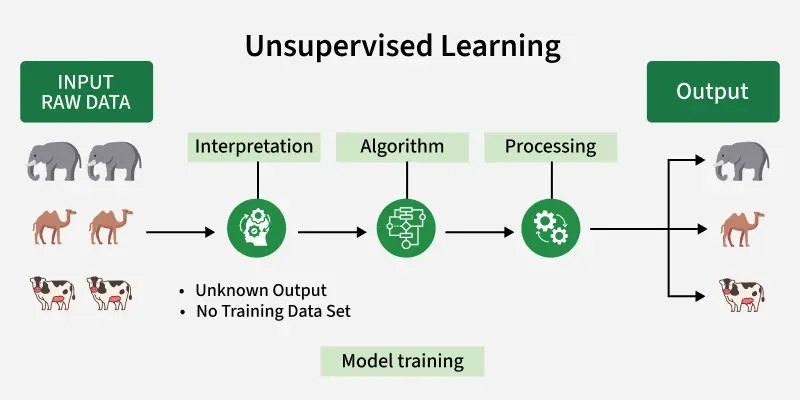 Unsupervised Learning
INPUT
RAW DATA
Output
Interpretation
Algorithm
Processing
• Unknown Output
• No Training Data Set
Model training